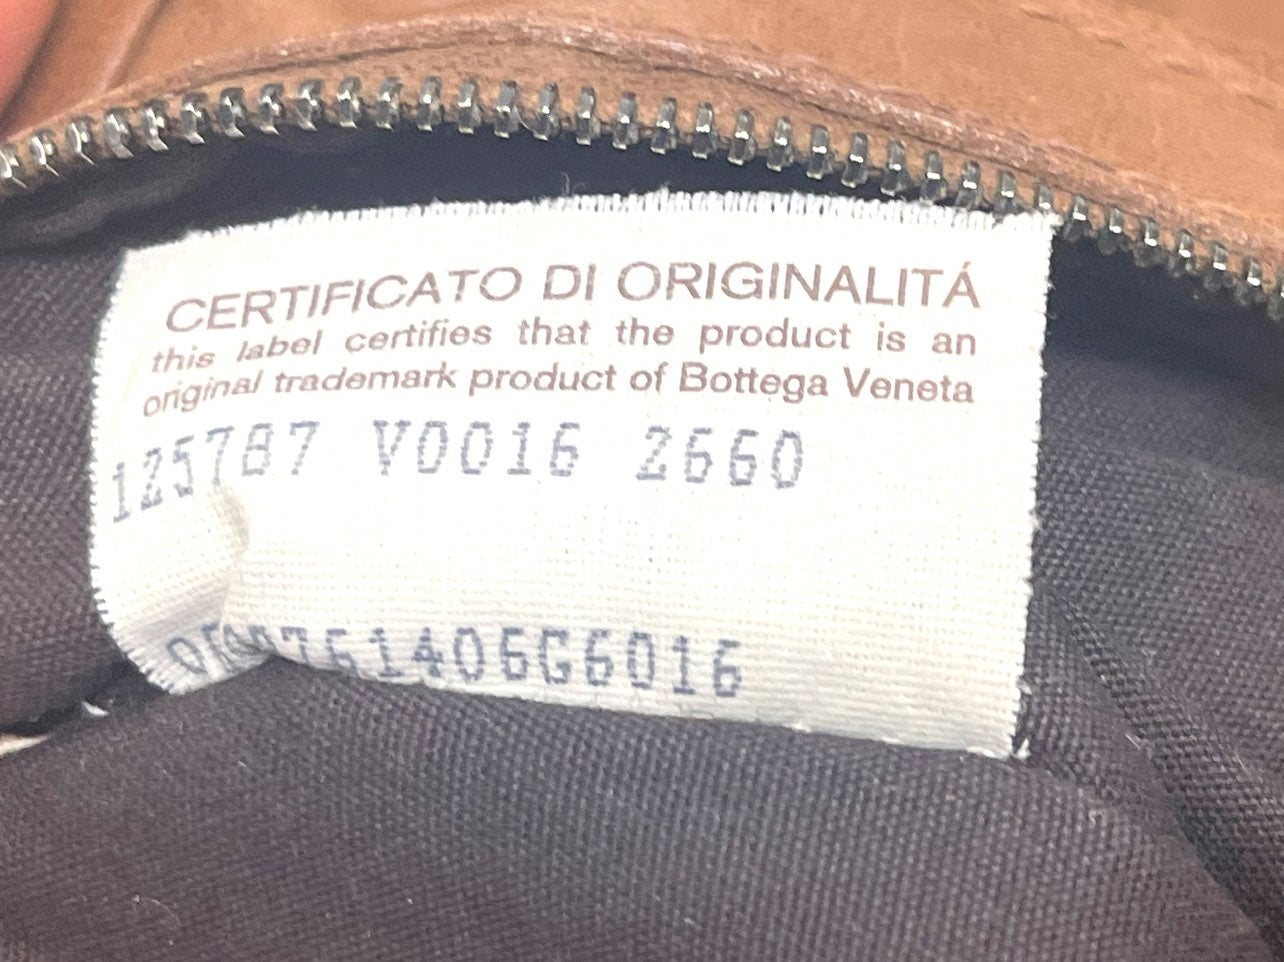 CERTIFICATO DI ORIGINALITÁ
this label certifies that the product is an
original trademark product of Bottega Veneta
125787 V0016 2660